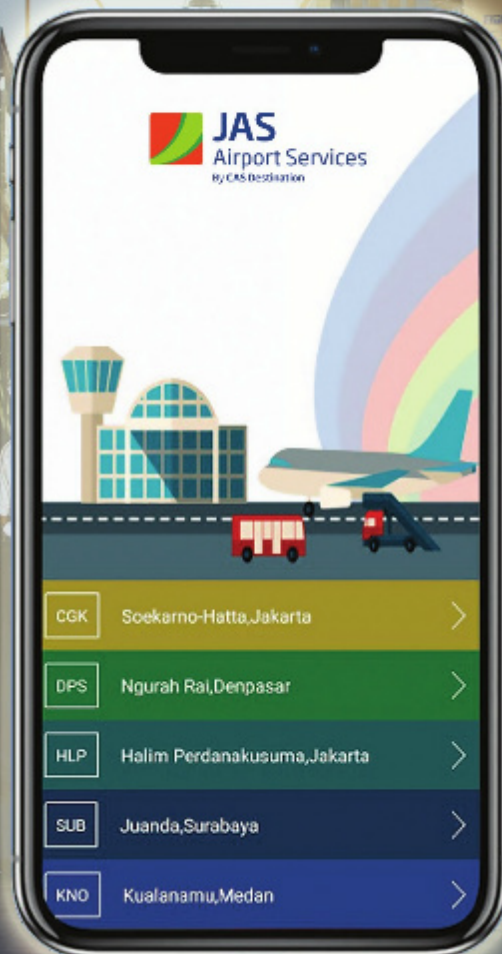 JAS
Airport Services
By CAS Destination
CGK Soekarno-Hatta,Jakarta
DPS Ngurah Rai,Denpasar
HLP Halim Perdanakusuma,Jakarta
SUB Juanda,Surabaya
KNO Kualanamu,Medan